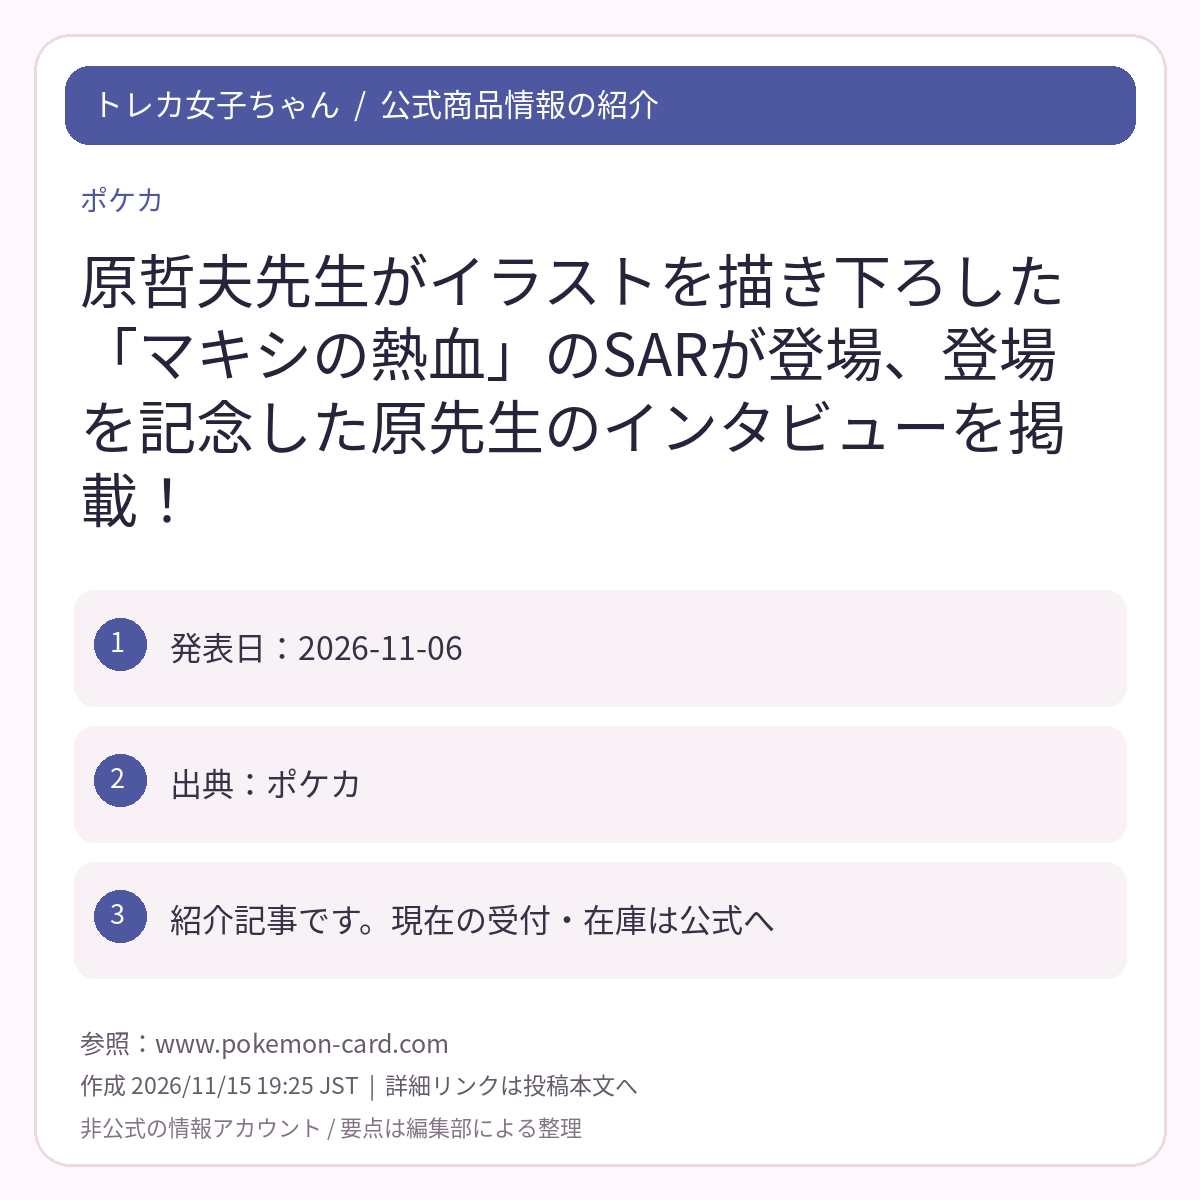 トレカ女子ちゃん / 公式商品情報の紹介
ポケカ
原哲夫先生がイラストを描き下ろした
「マキシの熱血」のSARが登場、登場
を記念した原先生のインタビューを掲
載！
1 発表日：2026-11-06
2 出典：ポケカ
3 紹介記事です。現在の受付・在庫は公式へ
参照：www.pokemon-card.com
作成 2026/11/15 19:25 JST | 詳細リンクは投稿本文へ
非公式の情報アカウント / 要点は編集部による整理